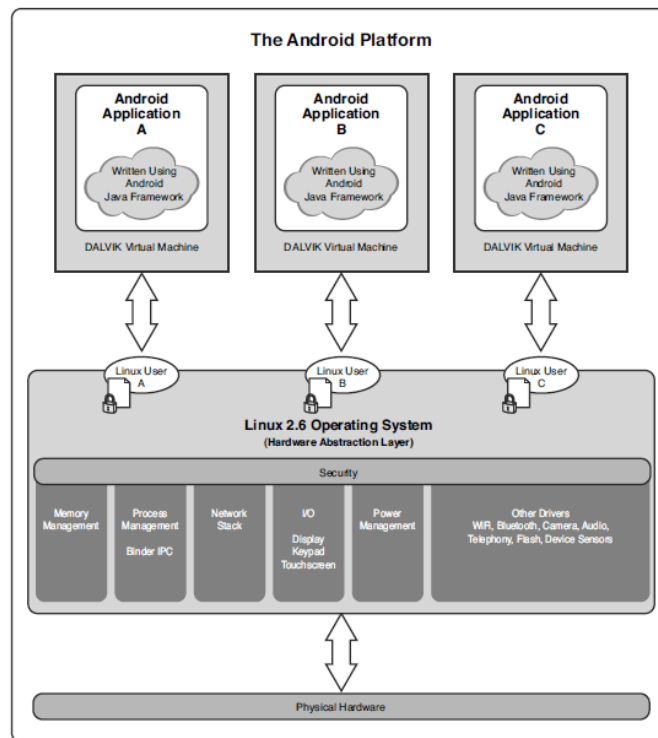 The Android Platform
Android
Application
A
Written Using
Android
Java Framework
DALVIK Virtual Machine
Android
Application
B
Written Using
Android
Java Framework
DALVIK Virtual Machine
Android
Application
C
Written Using
Android
Java Framework
DALVIK Virtual Machine
Linux User
A
Linux User
B
Linux User
C
Linux 2.6 Operating System
(Hardware Abstraction Layer)
Security
Memory
Management
Process
Management
Binder IPC
Network
Stack
I/O
Display
Keypad
Touchscreen
Power
Management
Other Drivers
WiFi, Bluetooth, Camera, Audio,
Telephony, Flash, Device Sensors
Physical Hardware